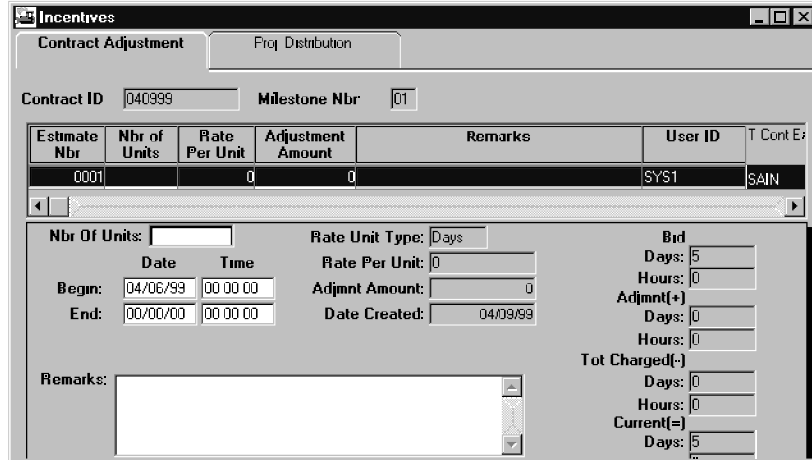 Incentives
Contract Adjustment Proj Distribution
Contract ID 040999 Milestone Nbr 01
Estimate Nbr Nbr of Units Rate Per Unit Adjustment Amount Remarks User ID T Cont
0001 0 0 SYS1 SAIN
Nbr Of Units: Rate Unit Type: Days Bid
Date Time Rate Per Unit: 0 Days: 5
Hours: 0
Begin: 04/06/99 00 00 00 Adjmnt Amount: 0 Adjmnt(+)
End: 00/00/00 00 00 00 Date Created: 04/09/99 Days: 0
Hours: 0
Tot Charged(-)
Remarks: Days: 0
Hours: 0
Current(=)
Days: 5